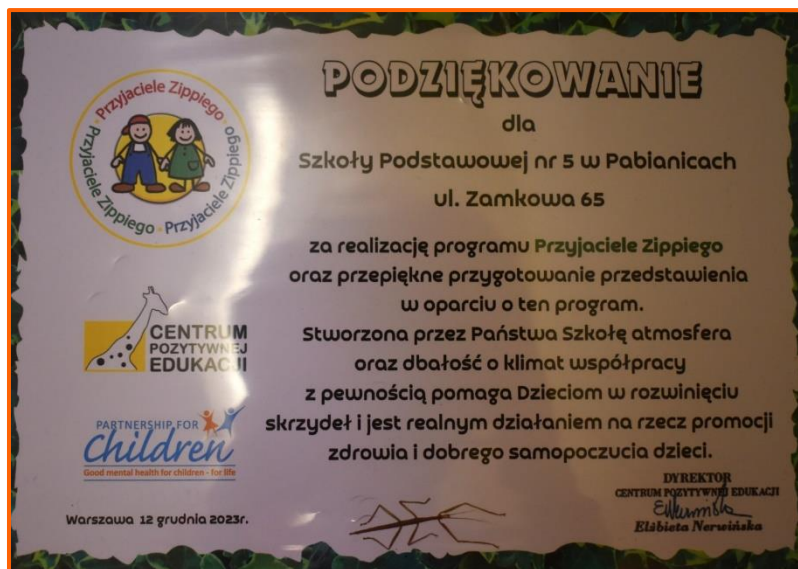 Przyjaciele Zippiego · Przyjaciele Zippiego · Przyjaciele Zippiego
PODZIĘKOWANIE
dla
Szkoły Podstawowej nr 5 w Pabianicach
ul. Zamkowa 65
za realizację programu Przyjaciele Zippiego
oraz przepiękne przygotowanie przedstawienia
w oparciu o ten program.
Stworzona przez Państwa Szkołę atmosfera
oraz dbałość o klimat współpracy
z pewnością pomaga Dzieciom w rozwinięciu
skrzydeł i jest realnym działaniem na rzecz promocji
zdrowia i dobrego samopoczucia dzieci.
CENTRUM
POZYTYWNEJ
EDUKACJI
PARTNERSHIP FOR
Children
Good mental health for children - for life
Warszawa 12 grudnia 2023r.
DYREKTOR
CENTRUM POZYTYWNEJ EDUKACJI
Elżbieta Nerwińska